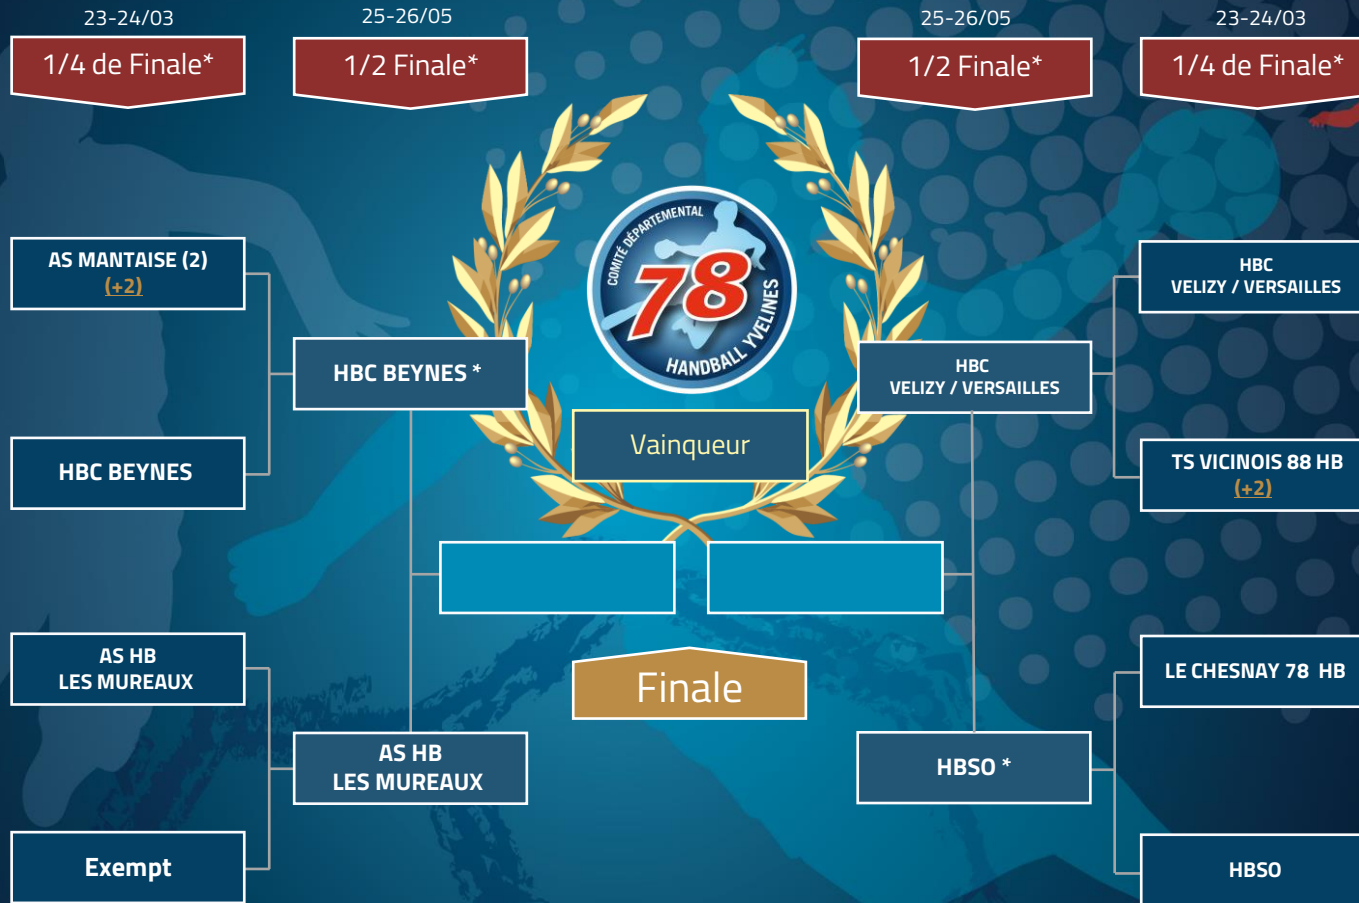 23-24/03
25-26/05
25-26/05
23-24/03
1/4 de Finale*
1/2 Finale*
1/2 Finale*
1/4 de Finale*
COMITÉ DÉPARTEMENTAL
78
HANDBALL YVELINES
AS MANTAISE (2)
(+2)
HBC
VELIZY / VERSAILLES
HBC BEYNES *
HBC
VELIZY / VERSAILLES
Vainqueur
HBC BEYNES
TS VICINOIS 88 HB
(+2)
AS HB
LES MUREAUX
LE CHESNAY 78 HB
Finale
AS HB
LES MUREAUX
HBSO *
Exempt
HBSO